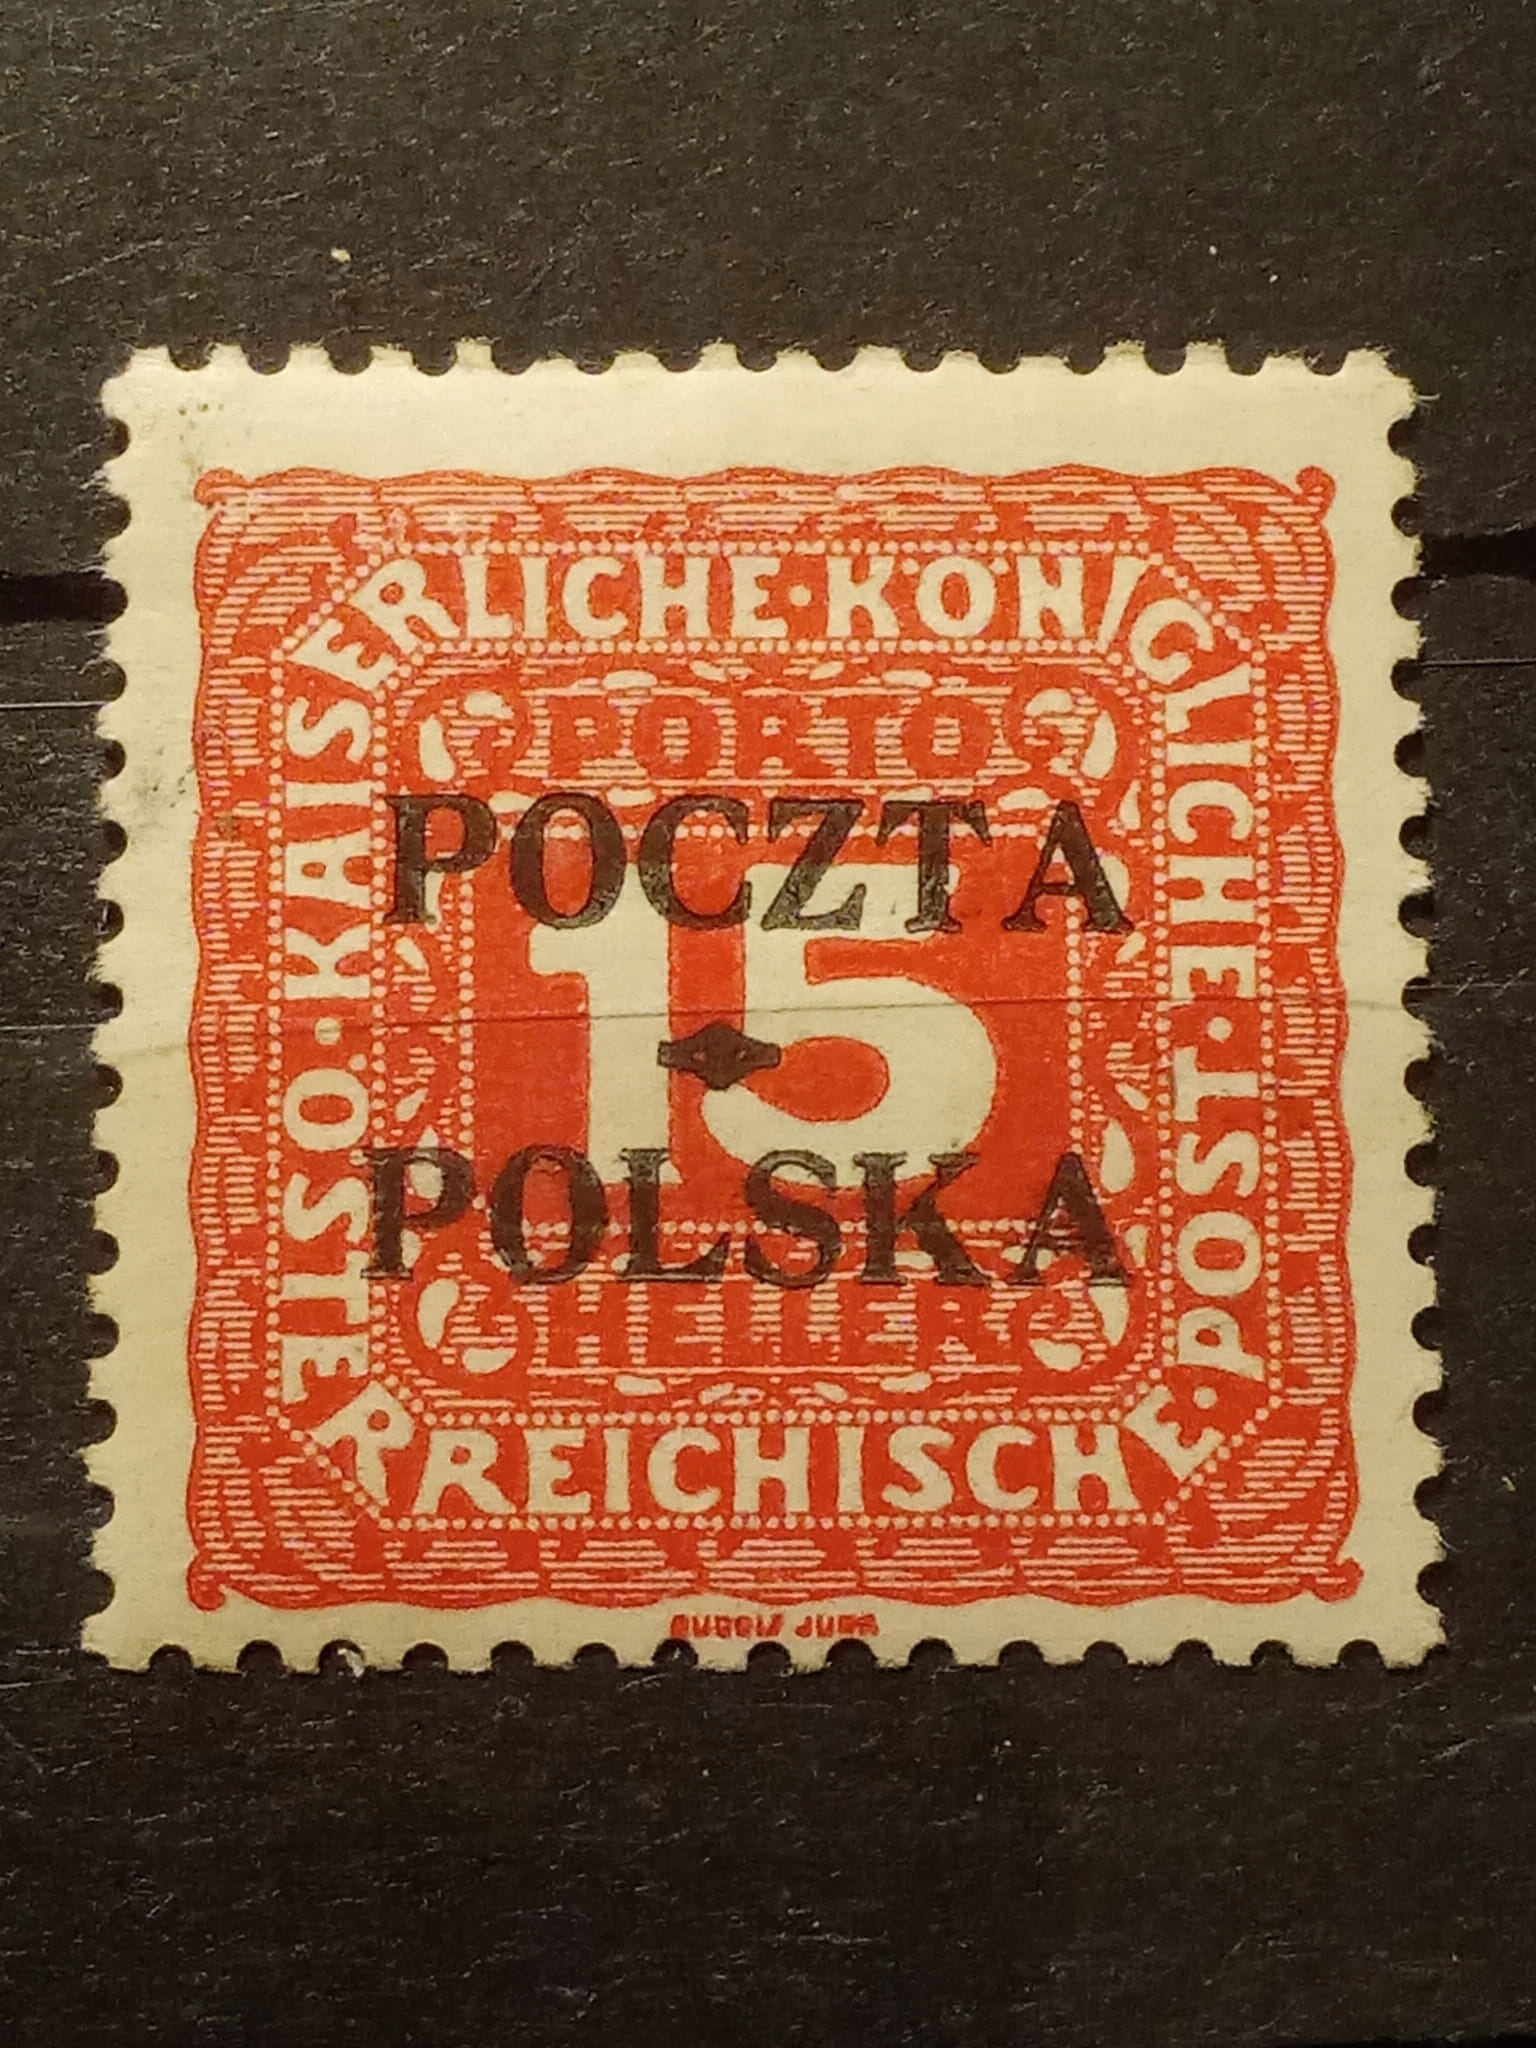 KAISERLICHE·KÖNIGLICHE·
ÖSTERREICHISCHE·POST·
PORTO
POCZTA
15
POLSKA
HELLER